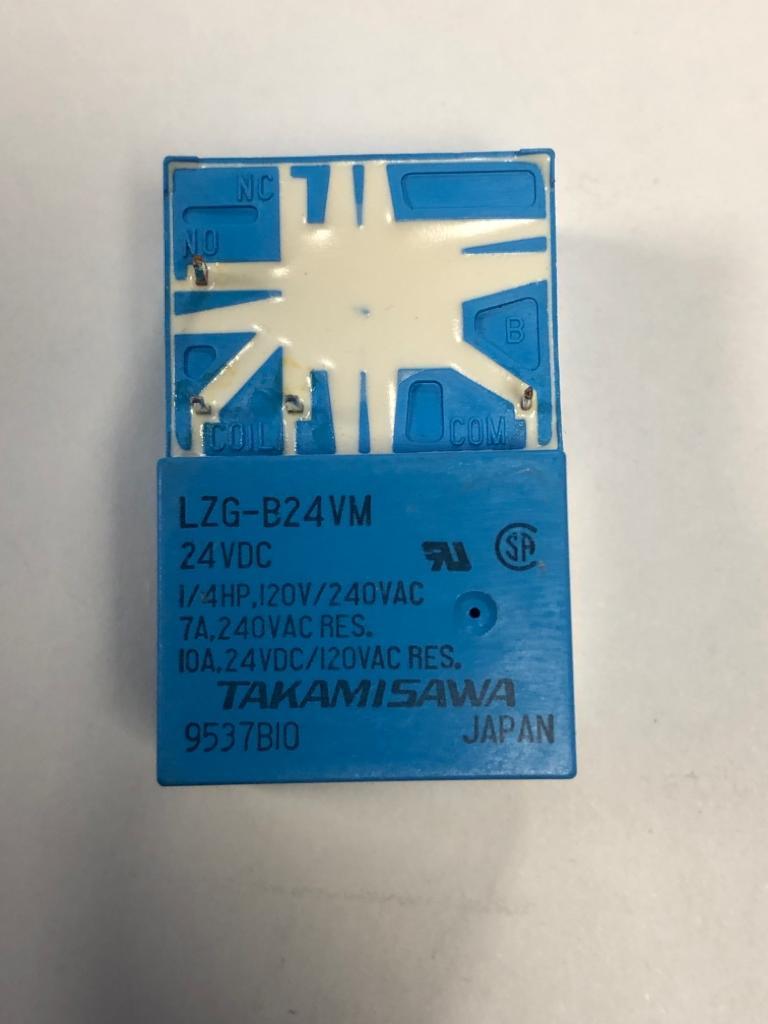 NC
NO
B
COIL
COM
LZG-B24VM
24VDC
1/4HP,120V/240VAC
7A,240VAC RES.
10A,24VDC/120VAC RES.
TAKAMISAWA
9537B10
JAPAN